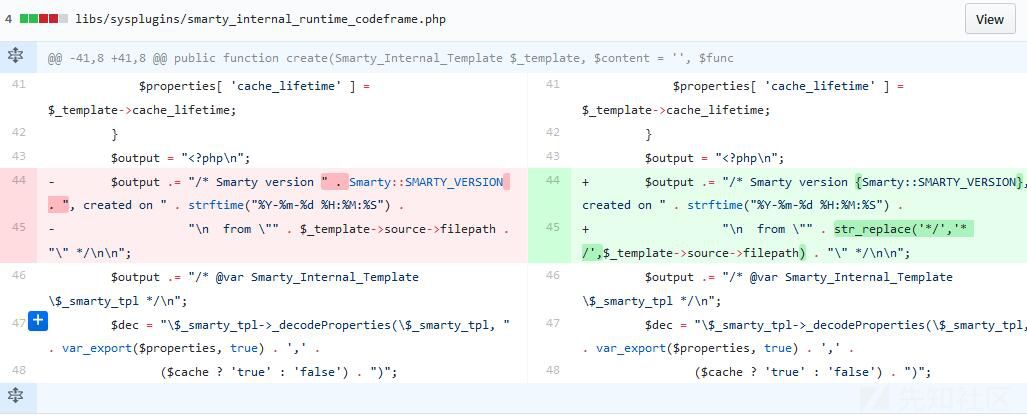 4 libs/sysplugins/smarty_internal_runtime_codeframe.php View
@@ -41,8 +41,8 @@ public function create(Smarty_Internal_Template $_template, $content = '', $func
41 $properties[ 'cache_lifetime' ] =
$_template->cache_lifetime;
42 }
43 $output = "<?php\n";
44 - $output .= "/* Smarty version " . Smarty::SMARTY_VERSION
. ", created on " . strftime("%Y-%m-%d %H:%M:%S") .
45 - "\n from \"" . $_template->source->filepath .
"\" */\n\n";
46 $output .= "/* @var Smarty_Internal_Template
\$_smarty_tpl */\n";
47 $dec = "\$_smarty_tpl->_decodeProperties(\$_smarty_tpl, "
. var_export($properties, true) . ',' .
48 ($cache ? 'true' : 'false') . ")";
41 $properties[ 'cache_lifetime' ] =
$_template->cache_lifetime;
42 }
43 $output = "<?php\n";
44 + $output .= "/* Smarty version {Smarty::SMARTY_VERSION},
created on " . strftime("%Y-%m-%d %H:%M:%S") .
45 + "\n from \"" . str_replace('*/','*
/',$_template->source->filepath) . "\" */\n\n";
46 $output .= "/* @var Smarty_Internal_Template
\$_smarty_tpl */\n";
47 $dec = "\$_smarty_tpl->_decodeProperties(\$_smarty_tpl, "
. var_export($properties, true) . ',' .
48 ($cache ? 'true' : 'false') . ")";
先知社区